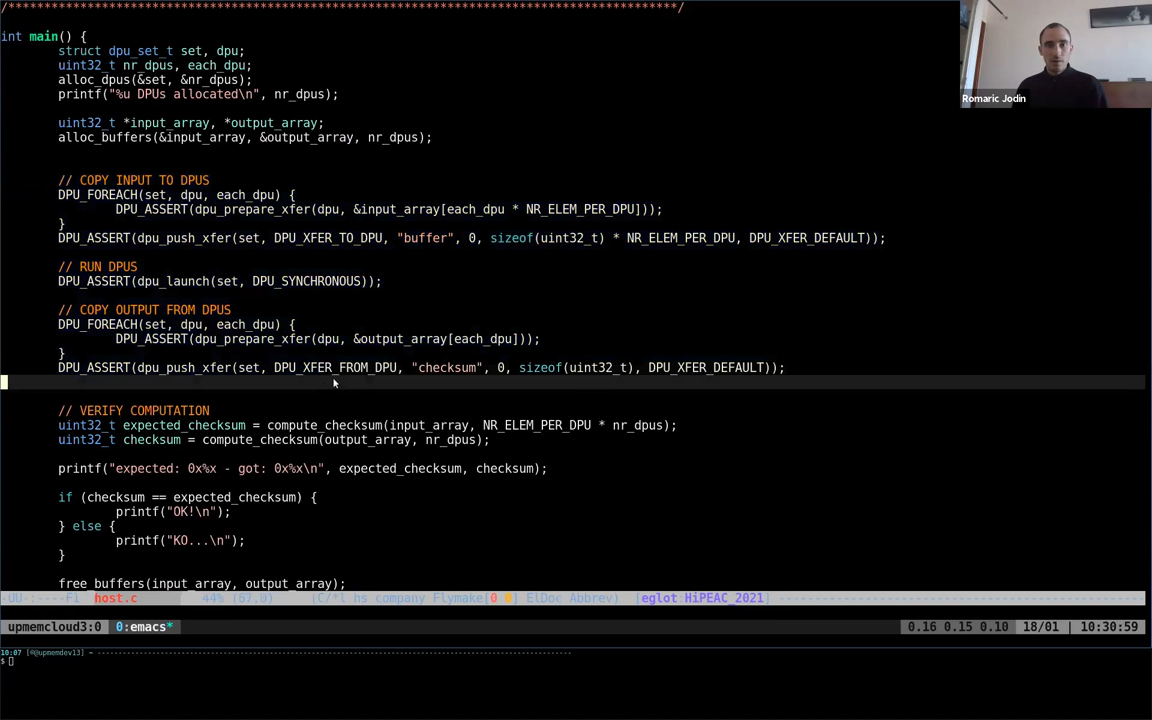 /*********************************************************************************************/
int main() {
struct dpu_set_t set, dpu;
uint32_t nr_dpus, each_dpu;
alloc_dpus(&set, &nr_dpus);
printf("%u DPUs allocated\n", nr_dpus);
uint32_t *input_array, *output_array;
alloc_buffers(&input_array, &output_array, nr_dpus);
// COPY INPUT TO DPUS
DPU_FOREACH(set, dpu, each_dpu) {
DPU_ASSERT(dpu_prepare_xfer(dpu, &input_array[each_dpu * NR_ELEM_PER_DPU]));
}
DPU_ASSERT(dpu_push_xfer(set, DPU_XFER_TO_DPU, "buffer", 0, sizeof(uint32_t) * NR_ELEM_PER_DPU, DPU_XFER_DEFAULT));
// RUN DPUS
DPU_ASSERT(dpu_launch(set, DPU_SYNCHRONOUS));
// COPY OUTPUT FROM DPUS
DPU_FOREACH(set, dpu, each_dpu) {
DPU_ASSERT(dpu_prepare_xfer(dpu, &output_array[each_dpu]));
}
DPU_ASSERT(dpu_push_xfer(set, DPU_XFER_FROM_DPU, "checksum", 0, sizeof(uint32_t), DPU_XFER_DEFAULT));
// VERIFY COMPUTATION
uint32_t expected_checksum = compute_checksum(input_array, NR_ELEM_PER_DPU * nr_dpus);
uint32_t checksum = compute_checksum(output_array, nr_dpus);
printf("expected: 0x%x - got: 0x%x\n", expected_checksum, checksum);
if (checksum == expected_checksum) {
printf("OK!\n");
} else {
printf("KO...\n");
}
free_buffers(input_array, output_array);
-UU-:----F1 host.c 44% (67,0) (C/*l hs company Flymake[0 0] ElDoc Abbrev) [eglot:HiPEAC_2021]
upmemcloud3:0 0:emacs* 0.16 0.15 0.10 18/01 10:30:59
10:07 [®@upmemdev13] ~
$
Romaric Jodin